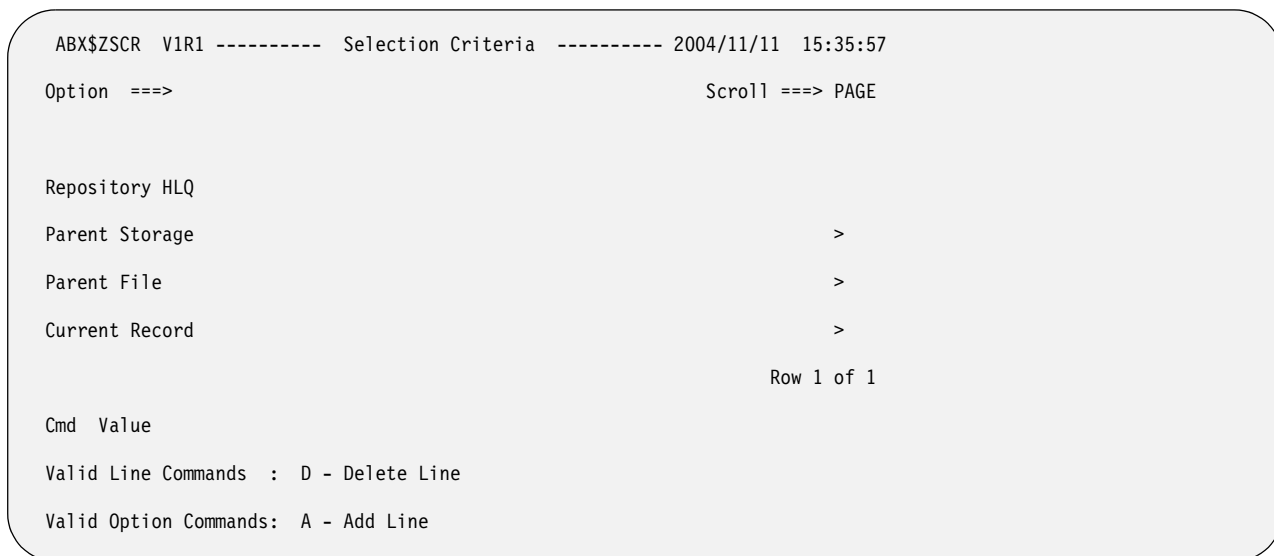 ABX$ZSCR V1R1 ---------- Selection Criteria ---------- 2004/11/11 15:35:57
Option ===> Scroll ===> PAGE
Repository HLQ
Parent Storage >
Parent File >
Current Record >
Row 1 of 1
Cmd Value
Valid Line Commands : D - Delete Line
Valid Option Commands: A - Add Line